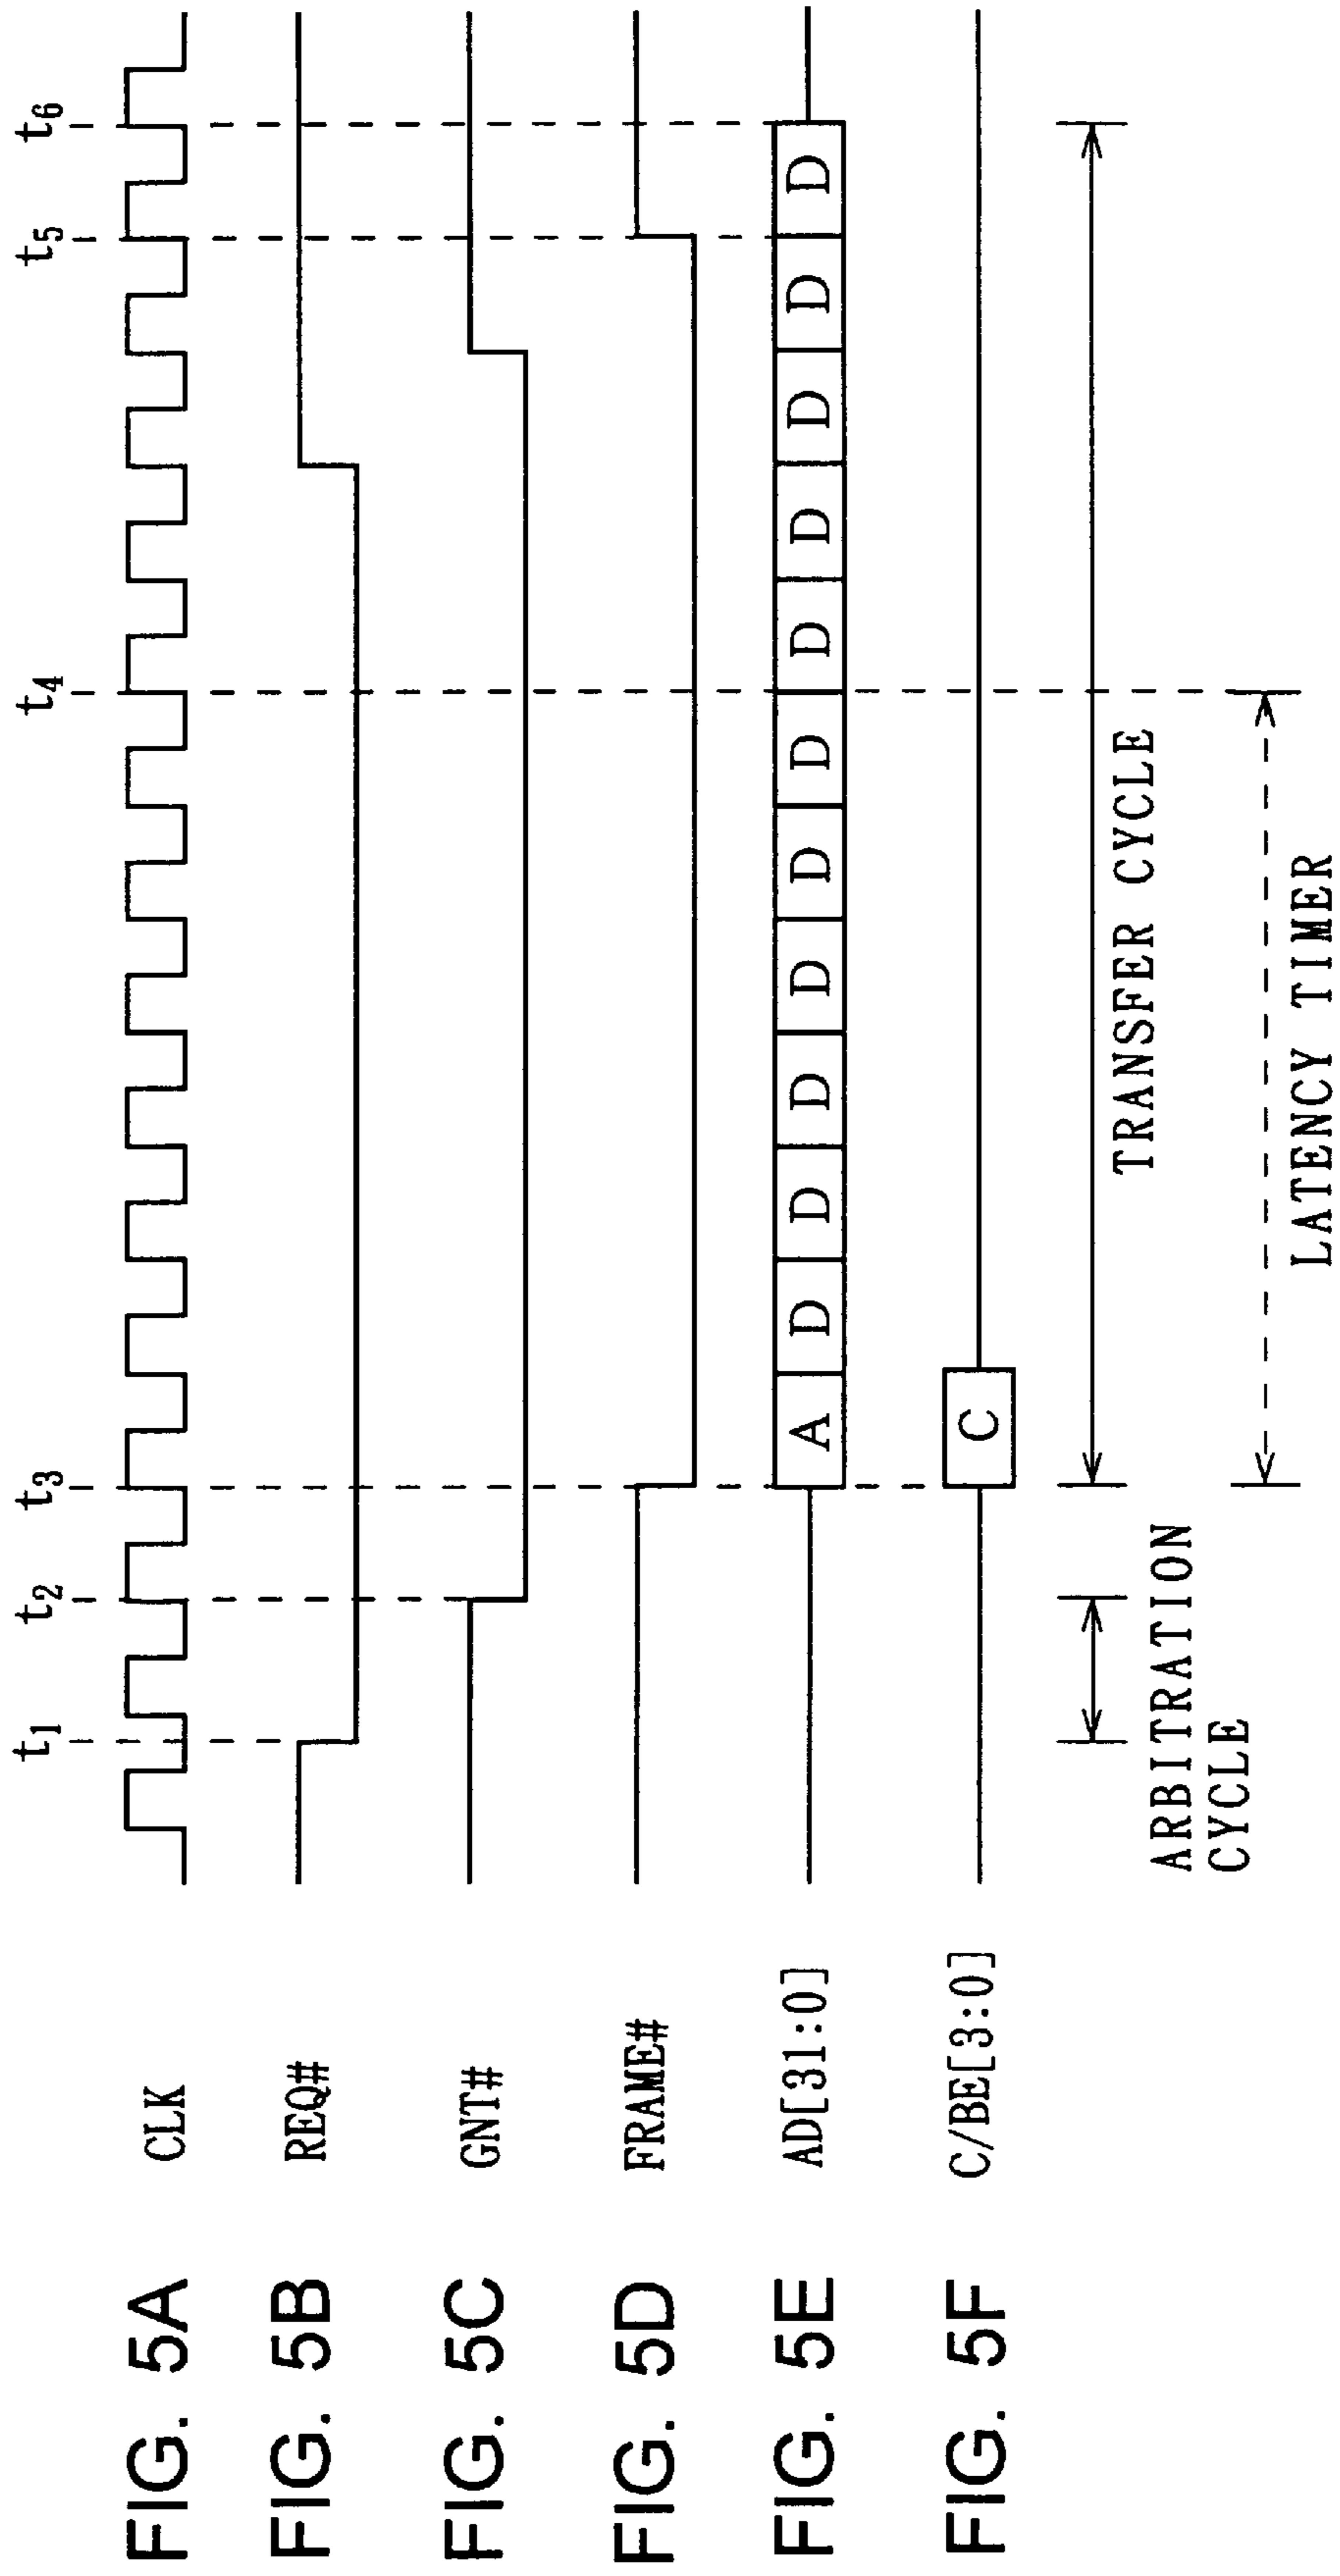 t1 t2 t3 t4 t5 t6
FIG. 5A CLK
FIG. 5B REQ#
FIG. 5C GNT#
FIG. 5D FRAME#
FIG. 5E AD[31:0] A D D D D D D D D D D D
FIG. 5F C/BE[3:0] C
ARBITRATION
CYCLE
TRANSFER CYCLE
LATENCY TIMER